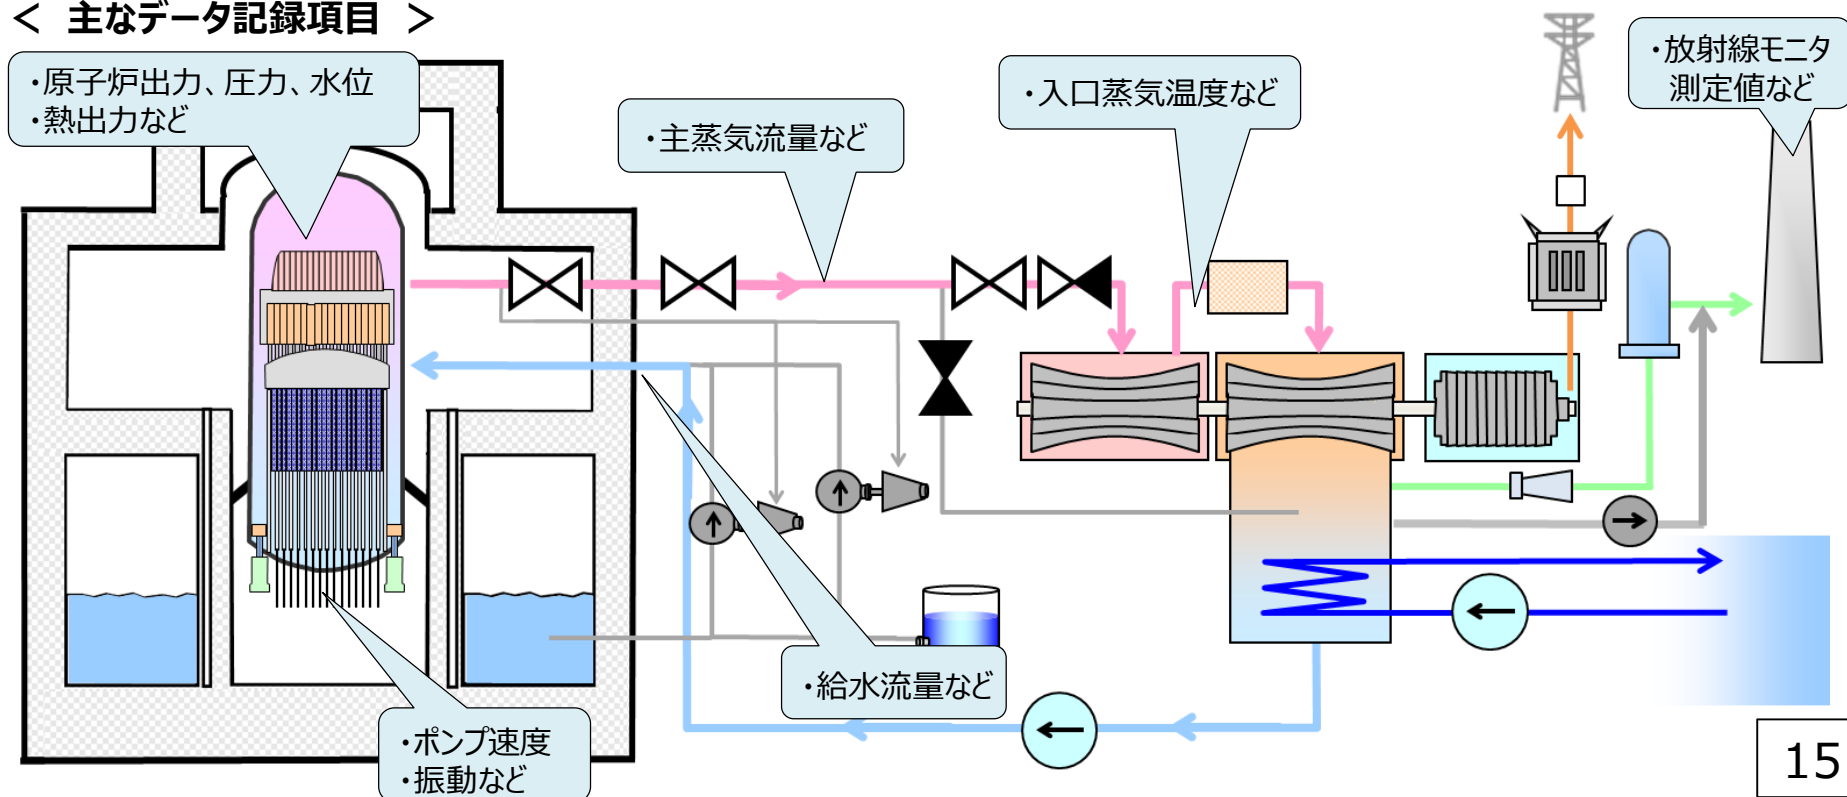 ＜ 主なデータ記録項目 ＞
・原子炉出力、圧力、水位
・熱出力など
・主蒸気流量など
・入口蒸気温度など
・放射線モニタ
測定値など
・給水流量など
・ポンプ速度
・振動など
15